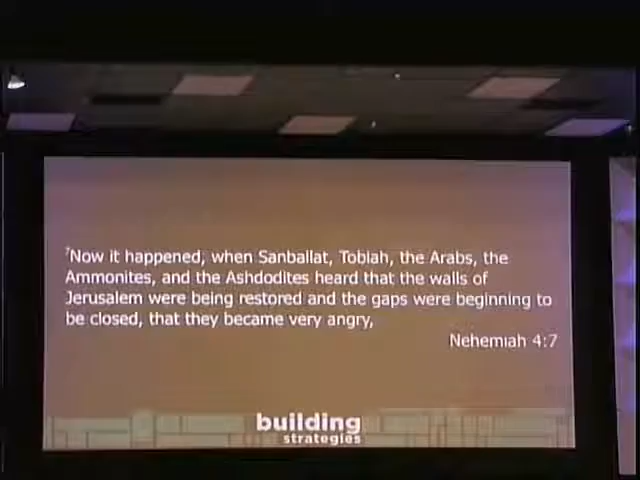 ⁷Now it happened, when Sanballat, Tobiah, the Arabs, the
Ammonites, and the Ashdodites heard that the walls of
Jerusalem were being restored and the gaps were beginning to
be closed, that they became very angry,
Nehemiah 4:7
building
strategies